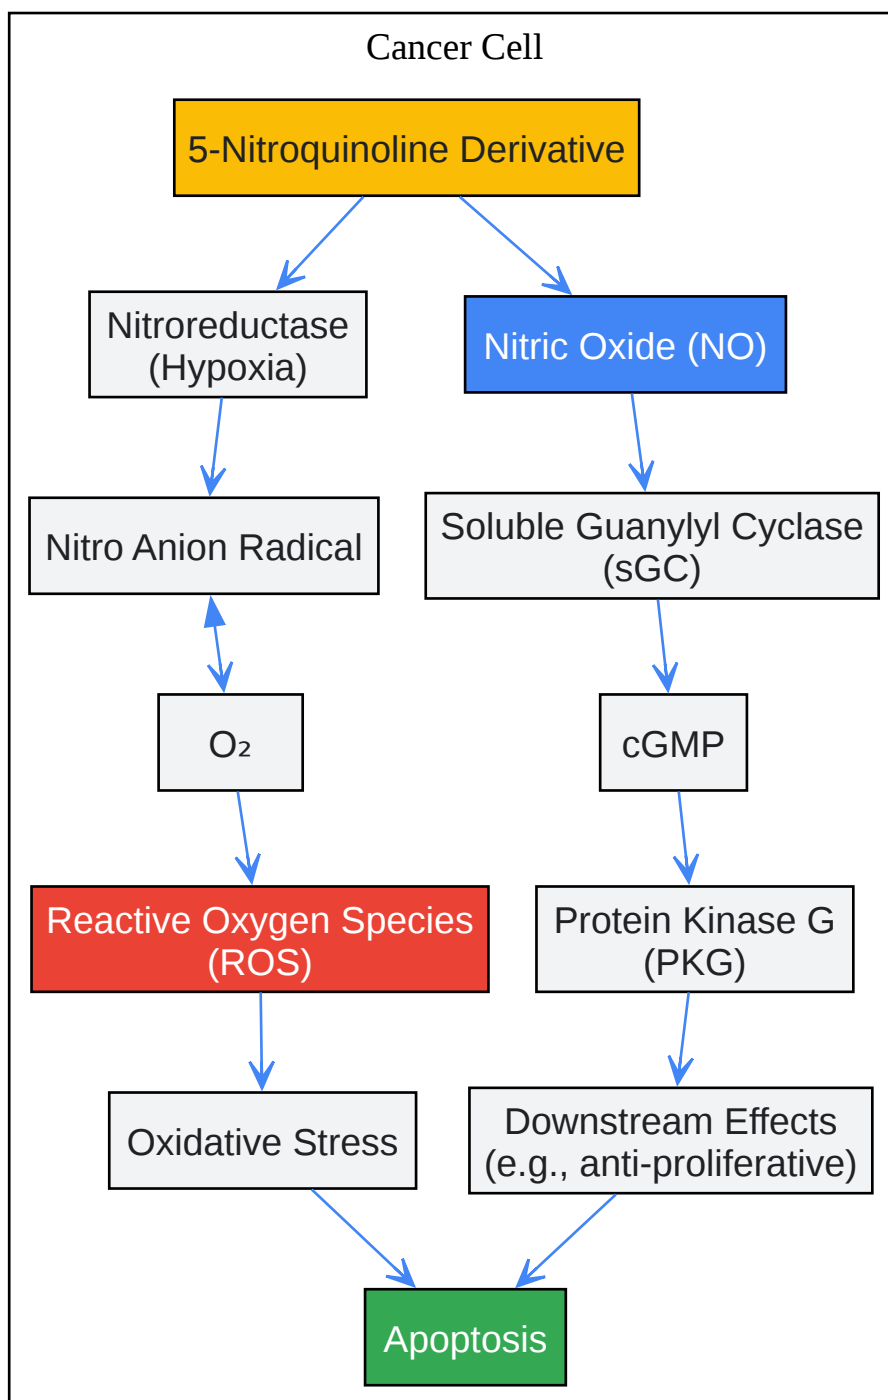 Cancer Cell
5-Nitroquinoline Derivative
Nitroreductase
(Hypoxia)
Nitric Oxide (NO)
Nitro Anion Radical
Soluble Guanylyl Cyclase
(sGC)
O₂
cGMP
Reactive Oxygen Species
(ROS)
Protein Kinase G
(PKG)
Oxidative Stress
Downstream Effects
(e.g., anti-proliferative)
Apoptosis